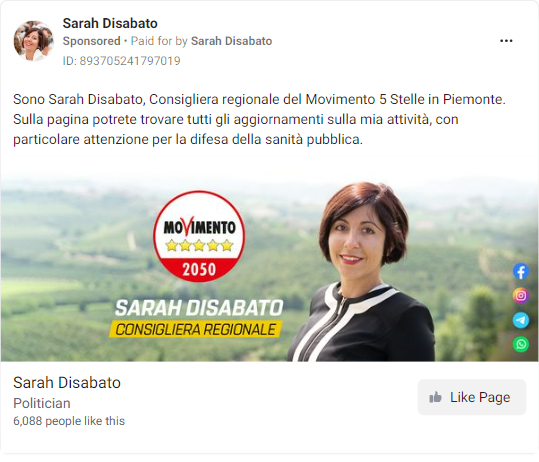 Sarah Disabato
Sponsored • Paid for by Sarah Disabato
ID: 893705241797019
Sono Sarah Disabato, Consigliera regionale del Movimento 5 Stelle in Piemonte.
Sulla pagina potrete trovare tutti gli aggiornamenti sulla mia attività, con
particolare attenzione per la difesa della sanità pubblica.
MOVIMENTO
2050
SARAH DISABATO
CONSIGLIERA REGIONALE
Sarah Disabato
Politician
6,088 people like this
Like Page